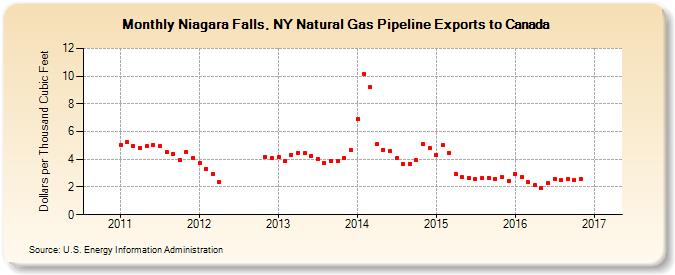 Monthly Niagara Falls, NY Natural Gas Pipeline Exports to Canada
Dollars per Thousand Cubic Feet
12
10
8
6
4
2
0
2011 2012 2013 2014 2015 2016 2017
Source: U.S. Energy Information Administration